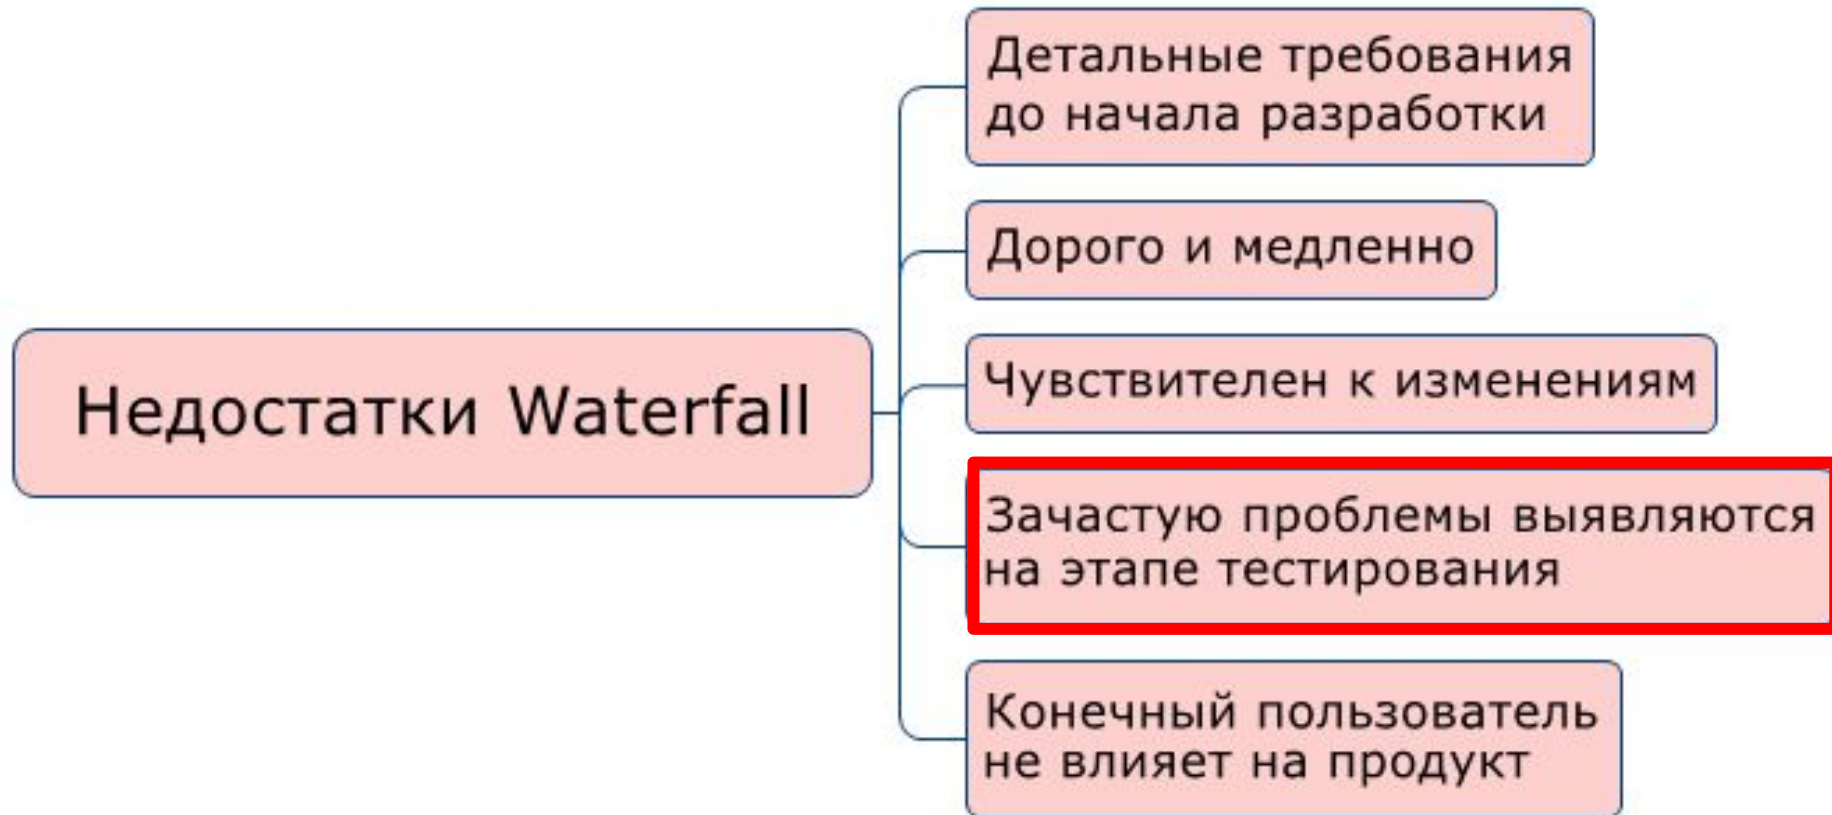 Детальные требования
до начала разработки
Дорого и медленно
Недостатки Waterfall
Чувствителен к изменениям
Зачастую проблемы выявляются
на этапе тестирования
Конечный пользователь
не влияет на продукт